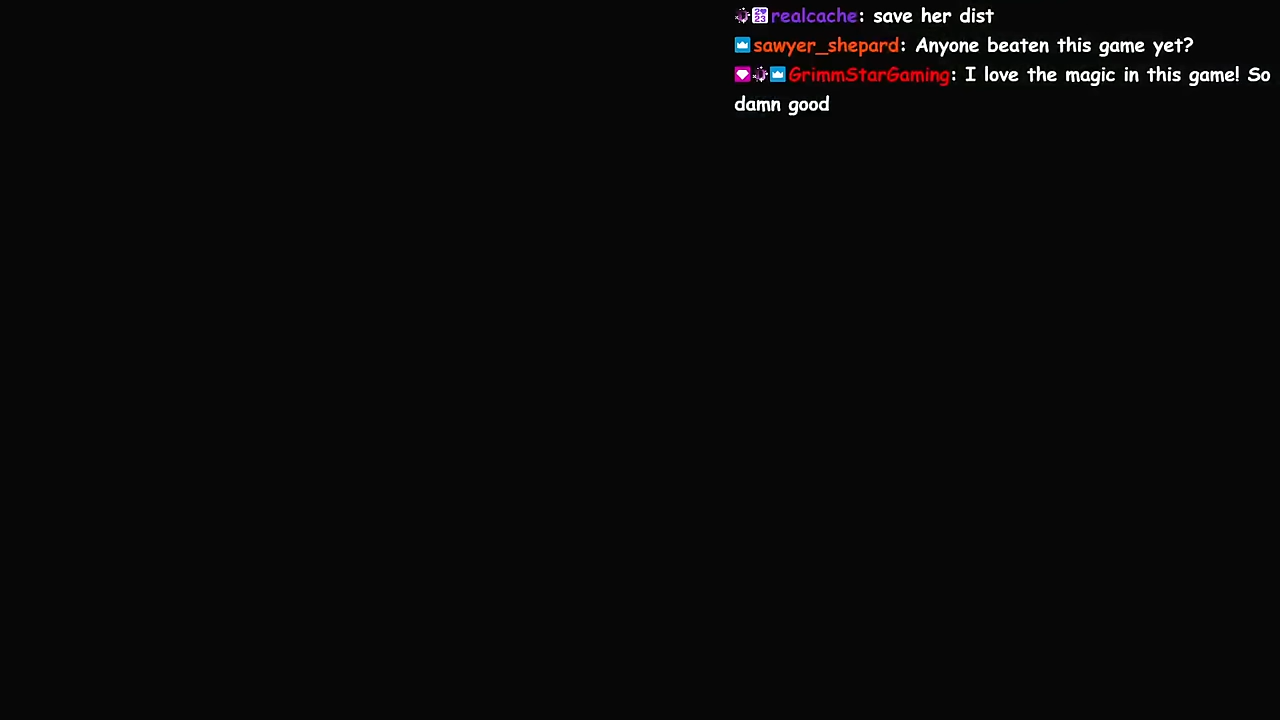 realcache: save her dist
sawyer_shepard: Anyone beaten this game yet?
GrimmStarGaming: I love the magic in this game! So
damn good